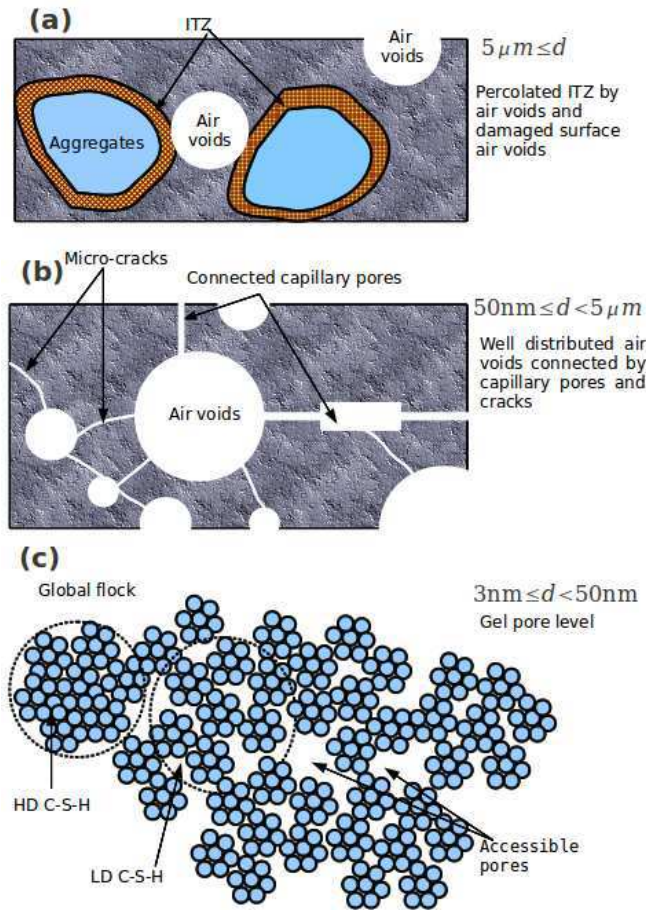 (a)
ITZ
Air
voids
5 μm ≤ d
Percolated ITZ by
air voids and
damaged surface
air voids
Aggregates
Air
voids
(b)
Micro-cracks
Connected capillary pores
50nm ≤ d < 5 μm
Well distributed air
voids connected by
capillary pores and
cracks
Air voids
(c)
Global flock
3nm ≤ d < 50nm
Gel pore level
HD C-S-H
LD C-S-H
Accessible
pores